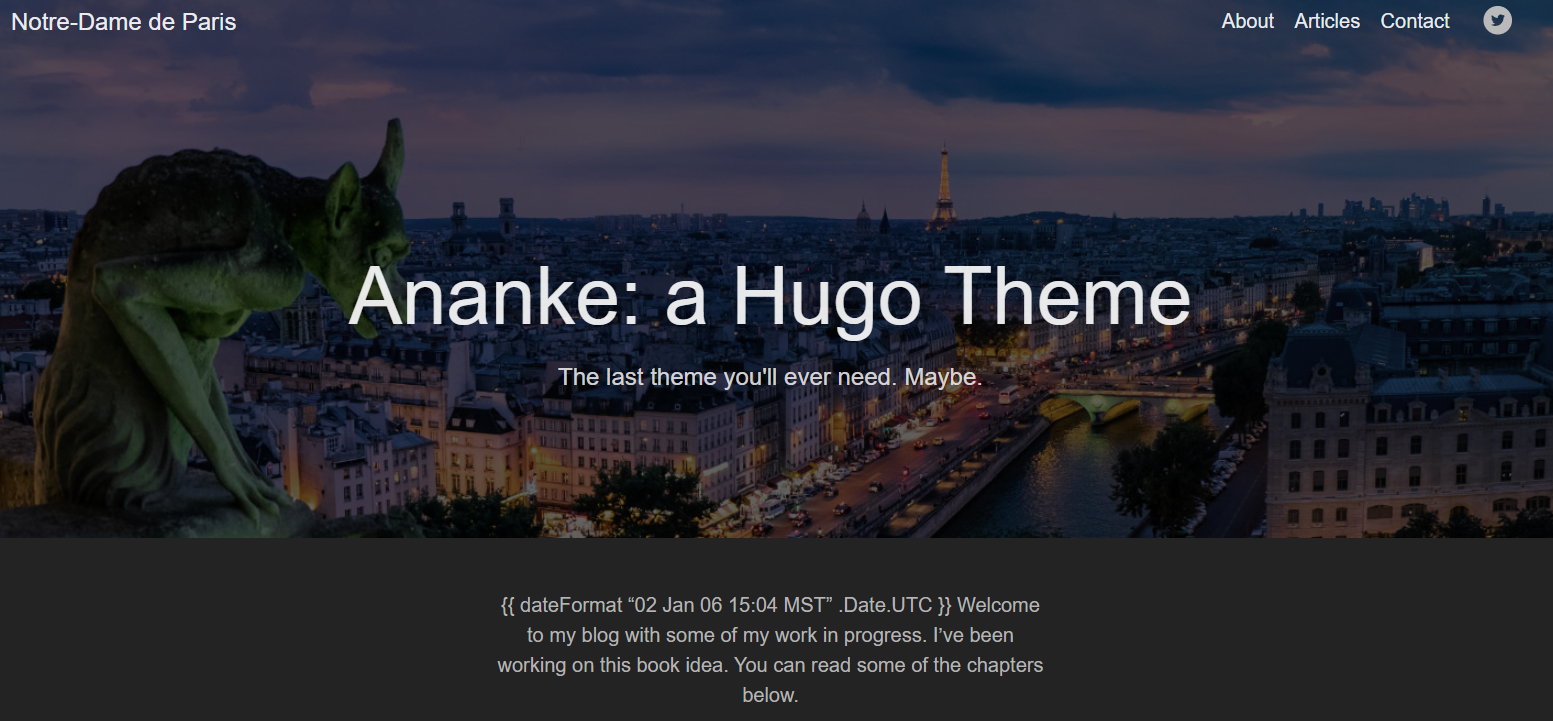 Notre-Dame de Paris
About Articles Contact
Ananke: a Hugo Theme
The last theme you'll ever need. Maybe.
{{ dateFormat “02 Jan 06 15:04 MST” .Date.UTC }} Welcome
to my blog with some of my work in progress. I’ve been
working on this book idea. You can read some of the chapters
below.